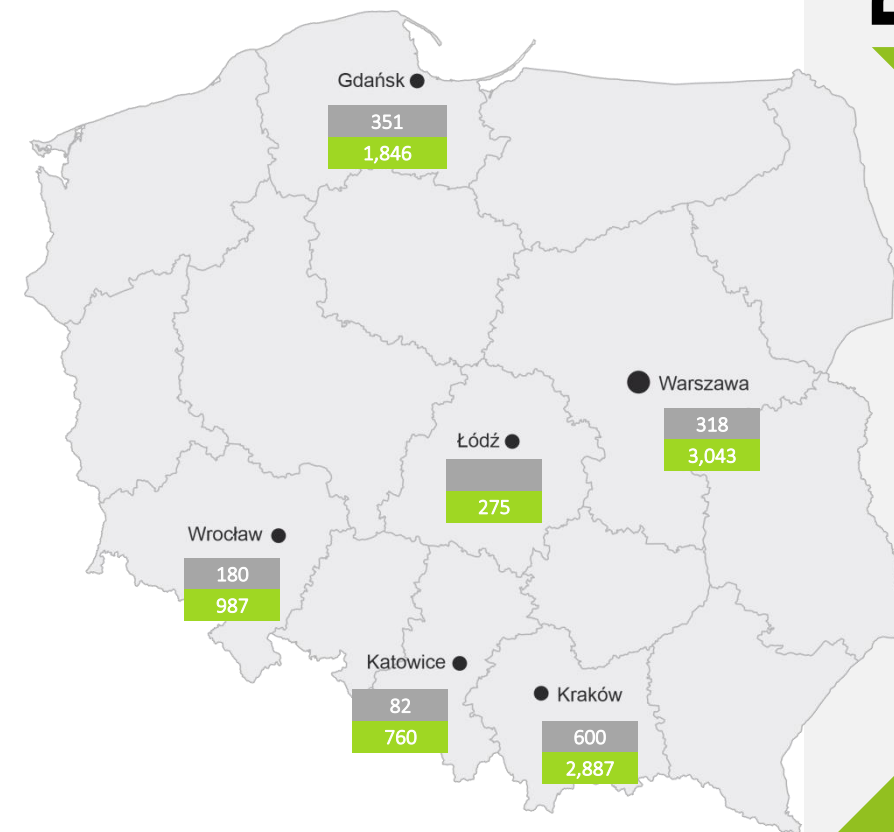 Gdańsk
351
1,846
Warszawa
318
3,043
Łódź
275
Wrocław
180
987
Katowice
82
760
Kraków
600
2,887